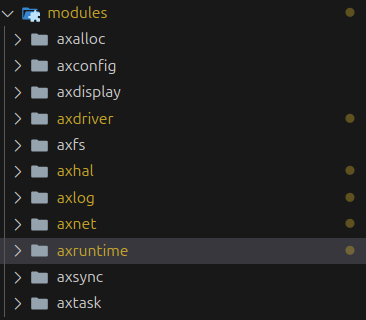 modules
axalloc
axconfig
axdisplay
axdriver
axfs
axhal
axlog
axnet
axruntime
axsync
axtask